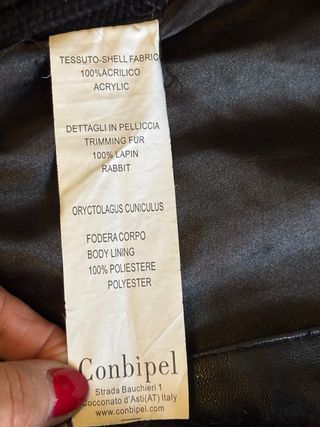 TESSUTO-SHELL FABRIC
100%ACRILICO
ACRYLIC
DETTAGLI IN PELLICCIA
TRIMMING FUR
100% LAPIN
RABBIT
ORYCTOLAGUS CUNICULUS
FODERA CORPO
BODY LINING
100% POLIESTERE
POLYESTER
Conbipel
Strada Bauchieri 1
Cocconato d'Asti(AT) Italy
www.conbipel.com